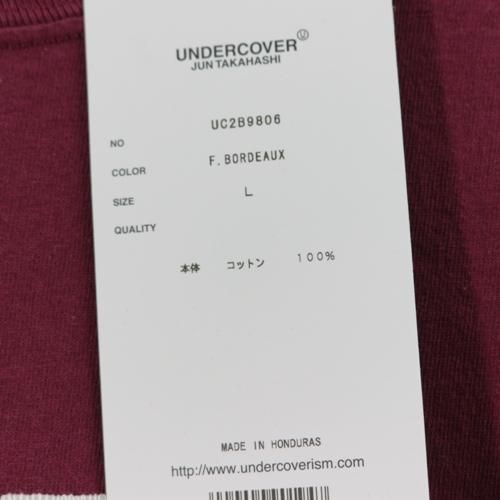 UNDERCOVER Ⓤ
JUN TAKAHASHI
NO UC2B9806
COLOR F.BORDEAUX
SIZE L
QUALITY
本体 コットン 100%
MADE IN HONDURAS
http://www.undercoverism.com